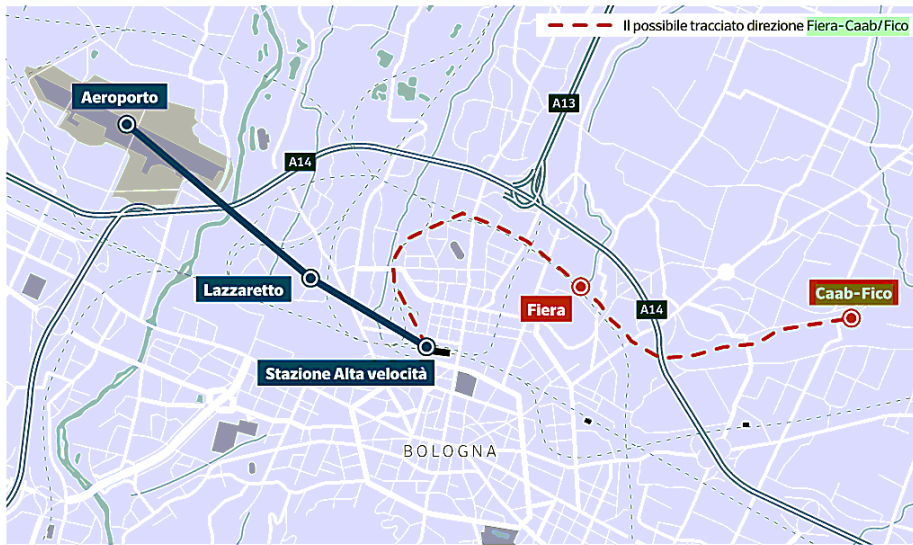 Il possibile tracciato direzione Fiera-Caab/Fico
Aeroporto
A13
A14
Lazzaretto
Fiera
Caab-Fico
A14
Stazione Alta velocità
BOLOGNA